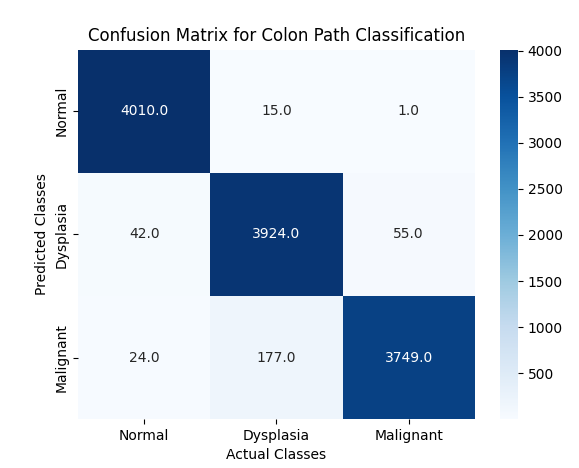 Confusion Matrix for Colon Path Classification
Predicted Classes
Normal
4010.0 15.0 1.0
Dysplasia
42.0 3924.0 55.0
Malignant
24.0 177.0 3749.0
Normal Dysplasia Malignant
Actual Classes
4000
3500
3000
2500
2000
1500
1000
500